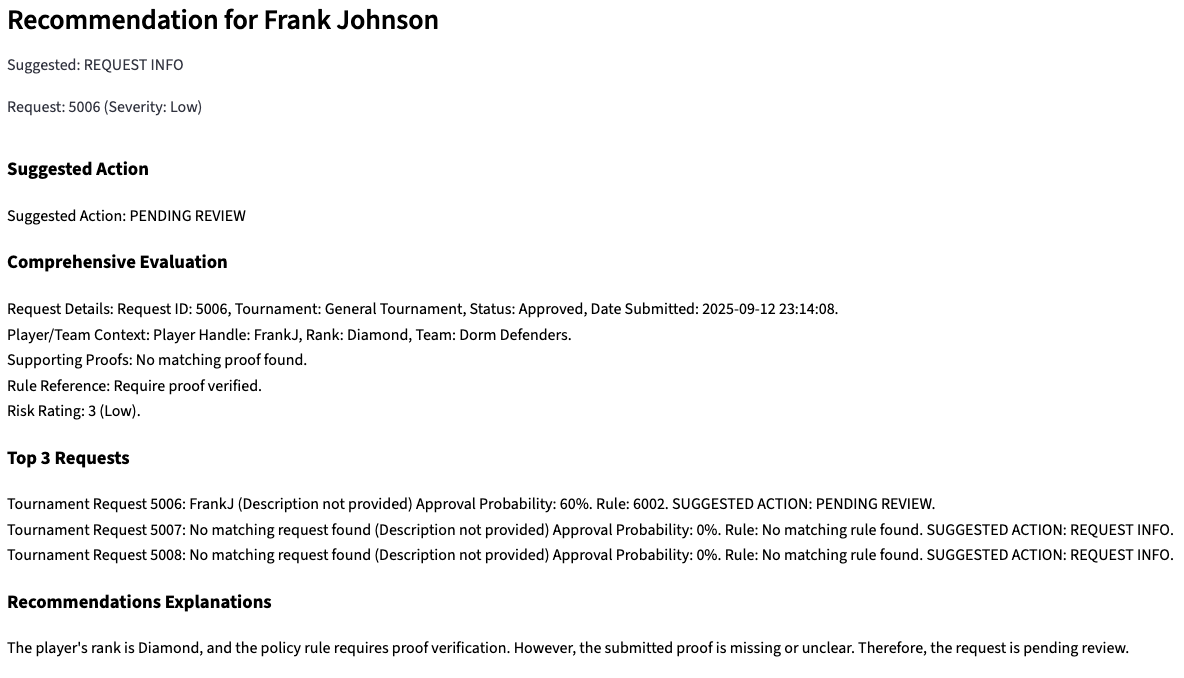 Recommendation for Frank Johnson
Suggested: REQUEST INFO
Request: 5006 (Severity: Low)
Suggested Action
Suggested Action: PENDING REVIEW
Comprehensive Evaluation
Request Details: Request ID: 5006, Tournament: General Tournament, Status: Approved, Date Submitted: 2025-09-12 23:14:08.
Player/Team Context: Player Handle: FrankJ, Rank: Diamond, Team: Dorm Defenders.
Supporting Proofs: No matching proof found.
Rule Reference: Require proof verified.
Risk Rating: 3 (Low).
Top 3 Requests
Tournament Request 5006: FrankJ (Description not provided) Approval Probability: 60%. Rule: 6002. SUGGESTED ACTION: PENDING REVIEW.
Tournament Request 5007: No matching request found (Description not provided) Approval Probability: 0%. Rule: No matching rule found. SUGGESTED ACTION: REQUEST INFO.
Tournament Request 5008: No matching request found (Description not provided) Approval Probability: 0%. Rule: No matching rule found. SUGGESTED ACTION: REQUEST INFO.
Recommendations Explanations
The player's rank is Diamond, and the policy rule requires proof verification. However, the submitted proof is missing or unclear. Therefore, the request is pending review.